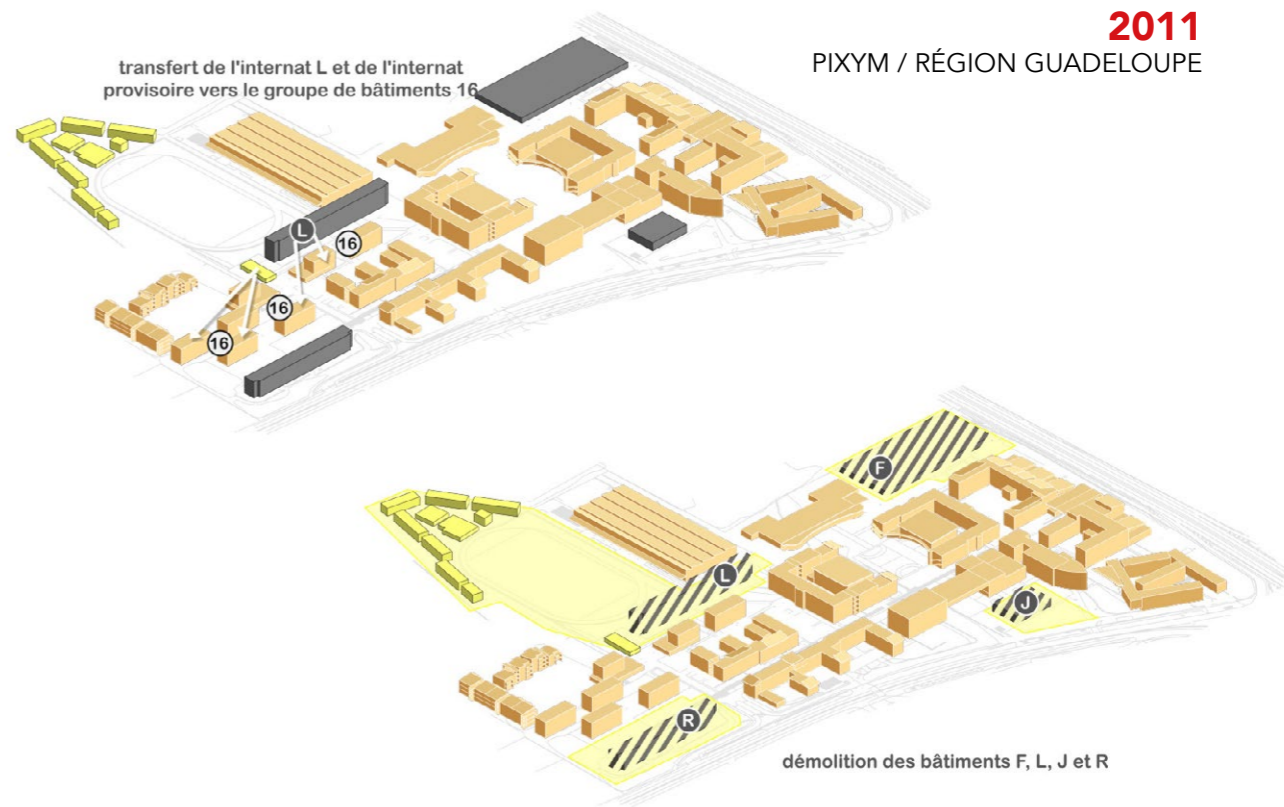 2011
PIXYM / RÉGION GUADELOUPE
transfert de l'internat L et de l'internat
provisoire vers le groupe de bâtiments 16
L
16
16
16
F
L
J
R
démolition des bâtiments F, L, J et R